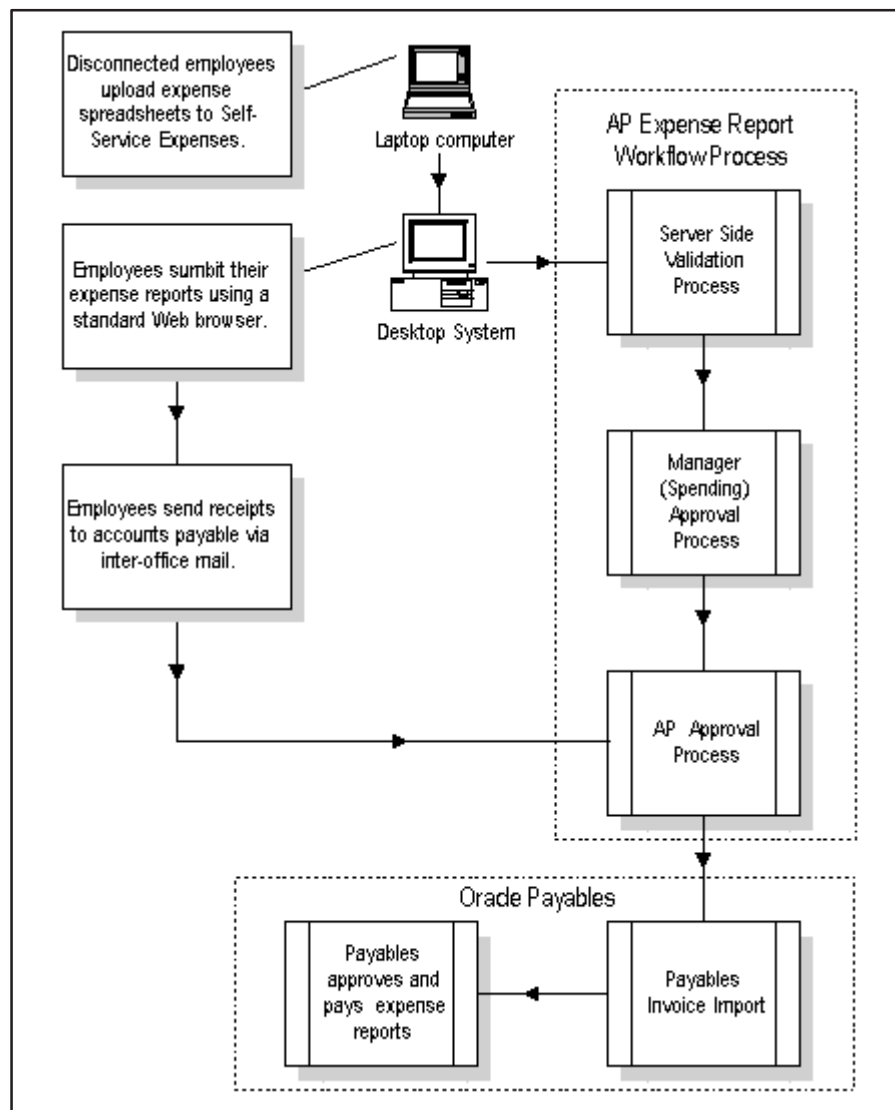 Disconnected employees
upload expense
spreadsheets to Self-
Service Expenses.
Laptop computer
AP Expense Report
Workflow Process
Employees sumbit their
expense reports using a
standard Web browser.
Desktop System
Server Side
Validation
Process
Employees send receipts
to accounts payable via
inter-office mail.
Manager
(Spending)
Approval
Process
AP Approval
Process
Oracle Payables
Payables
approves and
pays expense
reports
Payables
Invoice Import